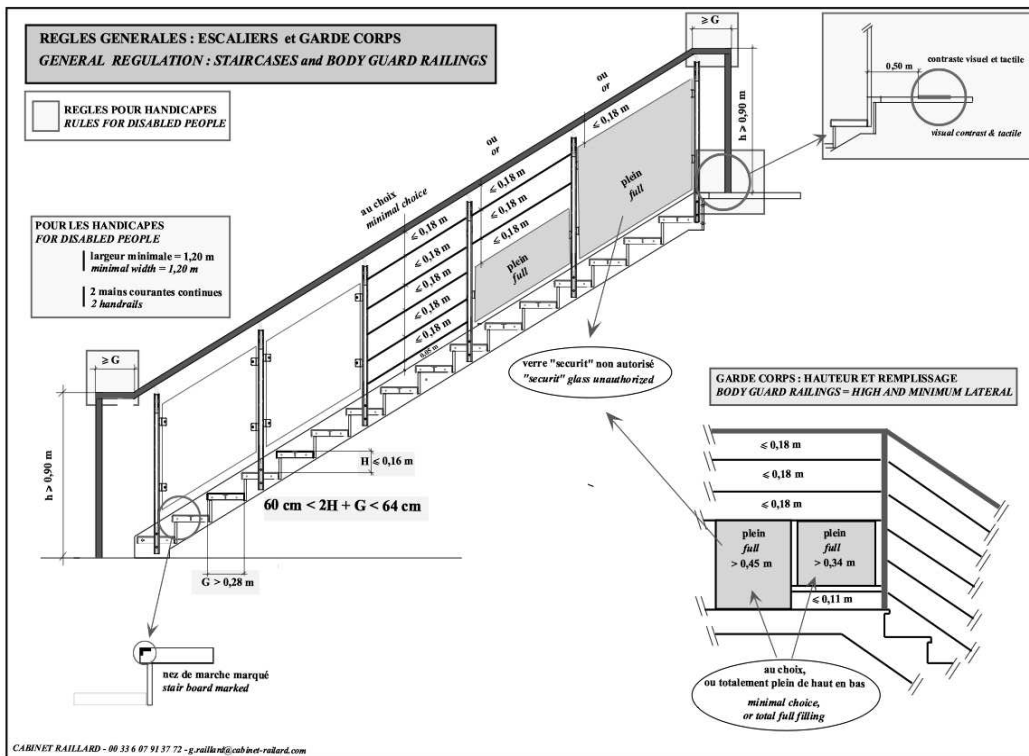 REGLES GENERALES : ESCALIERS et GARDE CORPS
GENERAL REGULATION : STAIRCASES and BODY GUARD RAILINGS
REGLES POUR HANDICAPES
RULES FOR DISABLED PEOPLE
POUR LES HANDICAPES
FOR DISABLED PEOPLE
largeur minimale = 1,20 m
minimal width = 1,20 m
2 mains courantes continues
2 handrails
≥ G
h > 0,90 m
0,50 m
contraste visuel et tactile
visual contrast & tactile
ou
or
≤ 0,18 m
plein
full
ou
or
≤ 0,18 m
≤ 0,18 m
≤ 0,18 m
plein
full
au choix
minimal choice
≤ 0,18 m
≤ 0,18 m
≤ 0,18 m
≤ 0,18 m
≤ 0,18 m
0,05 m
≥ G
h > 0,90 m
H ≤ 0,16 m
60 cm < 2H + G < 64 cm
G > 0,28 m
nez de marche marqué
stair board marked
verre "securit" non autorisé
"securit" glass unauthorized
GARDE CORPS : HAUTEUR ET REMPLISSAGE
BODY GUARD RAILINGS = HIGH AND MINIMUM LATERAL
≤ 0,18 m
≤ 0,18 m
≤ 0,18 m
plein
full
> 0,45 m
plein
full
> 0,34 m
≤ 0,11 m
au choix,
ou totalement plein de haut en bas
minimal choice,
or total full filling
CABINET RAILLARD - 00 33 6 07 91 37 72 - g.raillard@cabinet-railard.com